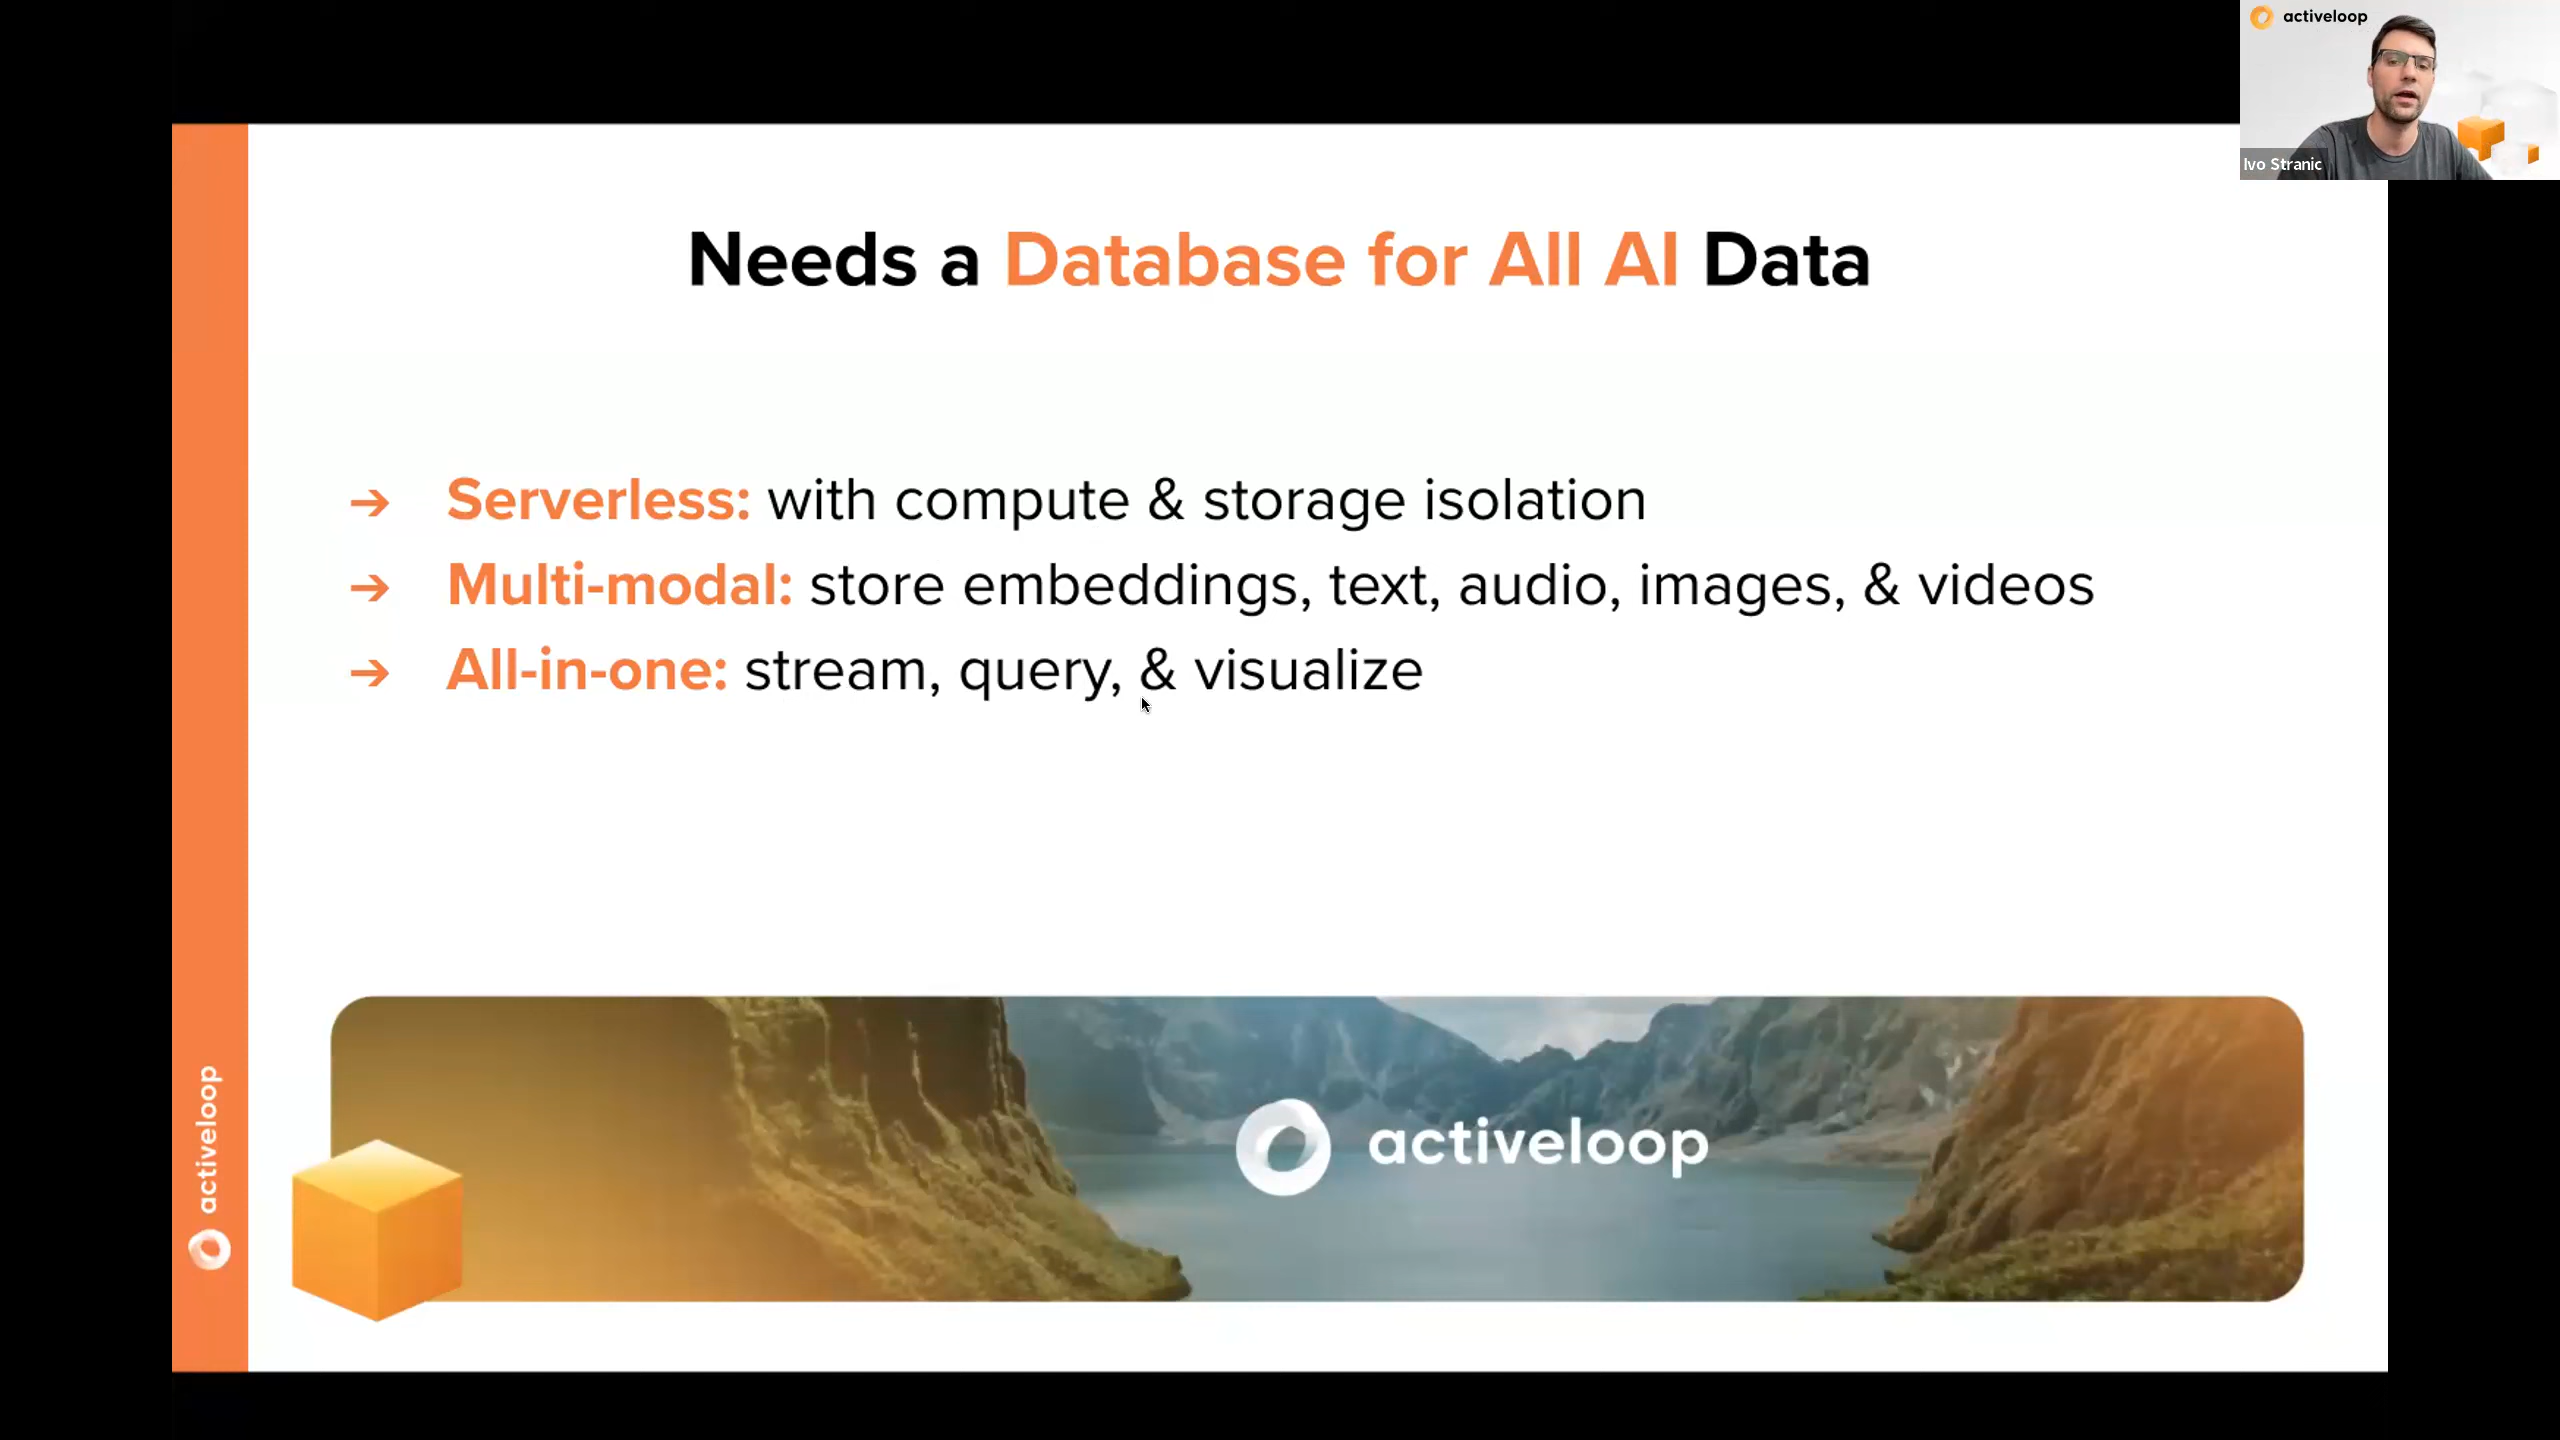 activeloop
Ivo Stranic
Needs a Database for All AI Data
➔ Serverless: with compute & storage isolation
➔ Multi-modal: store embeddings, text, audio, images, & videos
➔ All-in-one: stream, query, & visualize
activeloop
activeloop